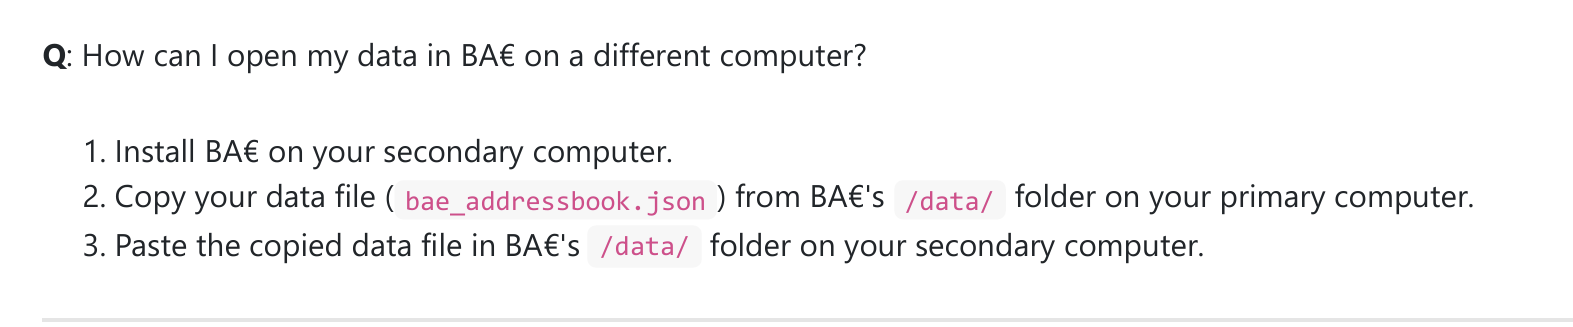 Q: How can I open my data in BA€ on a different computer?
1. Install BA€ on your secondary computer.
2. Copy your data file ( bae_addressbook.json ) from BA€'s /data/ folder on your primary computer.
3. Paste the copied data file in BA€'s /data/ folder on your secondary computer.